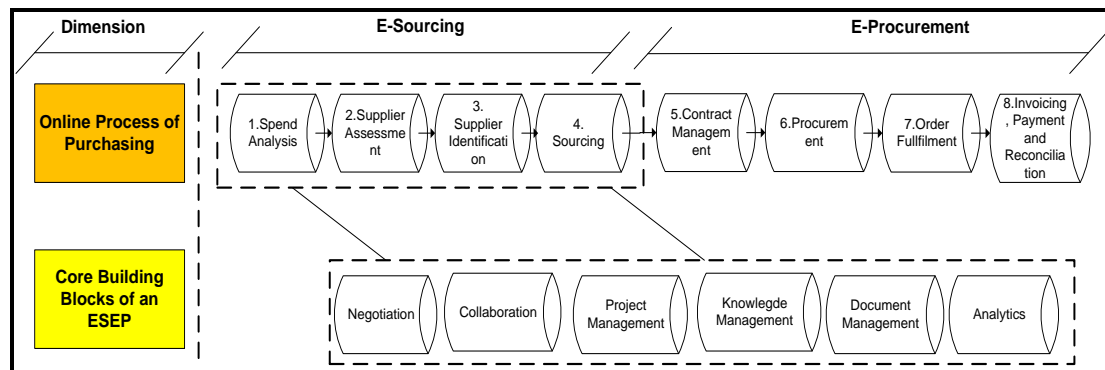 Dimension
E-Sourcing
E-Procurement
Online Process of
Purchasing
1.Spend
Analysis
2.Supplier
Assessme
nt
3.
Supplier
Identificati
on
4.
Sourcing
5.Contract
Managem
ent
6.Procurem
ent
7.Order
Fullfilment
8.Invoicing
, Payment
and
Reconcilia
tion
Core Building
Blocks of an
ESEP
Negotiation
Collaboration
Project
Management
Knowlegde
Management
Document
Management
Analytics